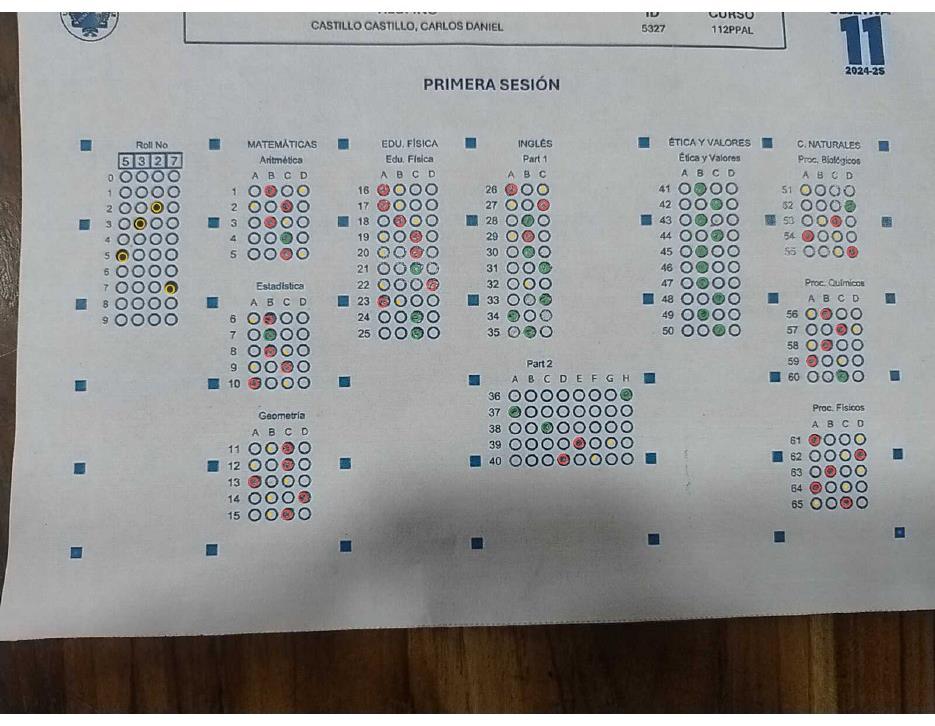 CASTILLO CASTILLO, CARLOS DANIEL
ID CURSO
5327 112PPAL
11
2024-25
PRIMERA SESIÓN
Roll No
5 3 2 7
0
1
2
3
4
5
6
7
8
9
MATEMÁTICAS
Aritmética
A B C D
1
2
3
4
5
Estadística
A B C D
6
7
8
9
10
Geometría
A B C D
11
12
13
14
15
EDU. FÍSICA
Edu. Física
A B C D
16
17
18
19
20
21
22
23
24
25
INGLÉS
Part 1
A B C
26
27
28
29
30
31
32
33
34
35
Part 2
A B C D E F G H
36
37
38
39
40
ÉTICA Y VALORES
Ética y Valores
A B C D
41
42
43
44
45
46
47
48
49
50
C. NATURALES
Proc. Biológicos
A B C D
51
52
53
54
55
Proc. Químicos
A B C D
56
57
58
59
60
Proc. Físicos
A B C D
61
62
63
64
65